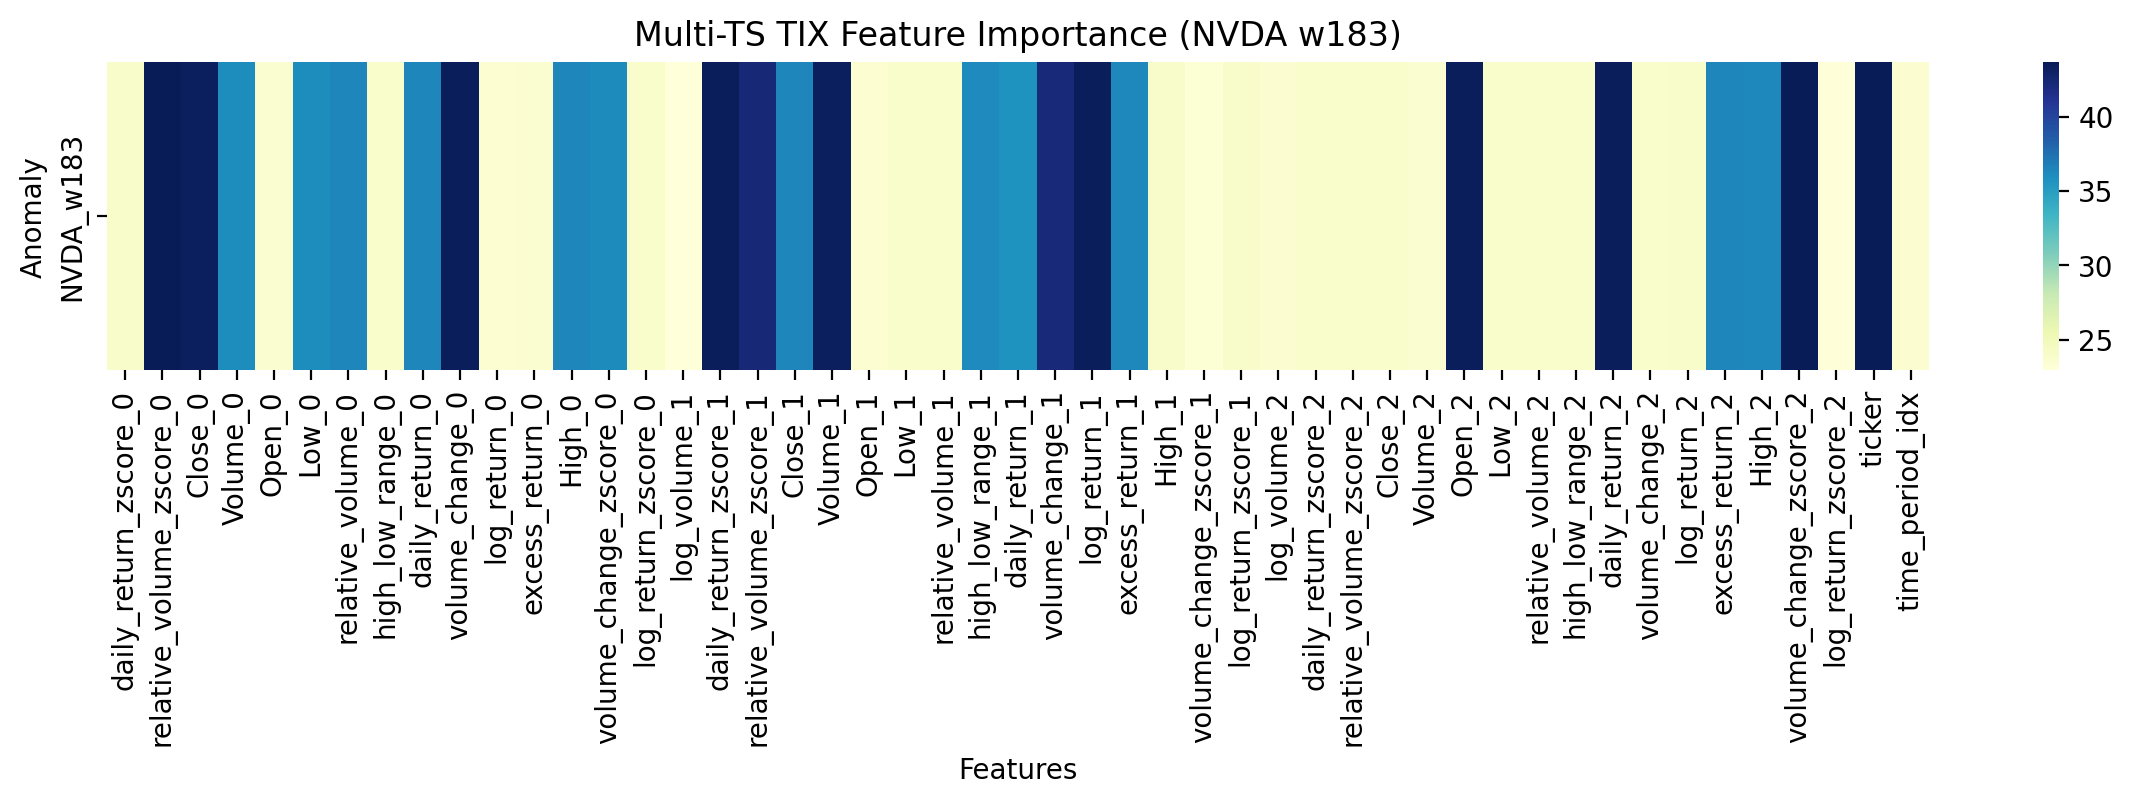 Multi-TS TIX Feature Importance (NVDA w183)
Anomaly
NVDA_w183
40
35
30
25
daily_return_zscore_0
relative_volume_zscore_0
Close_0
Volume_0
Open_0
Low_0
relative_volume_0
high_low_range_0
daily_return_0
volume_change_0
log_return_0
excess_return_0
High_0
volume_change_zscore_0
log_return_zscore_0
log_volume_1
daily_return_zscore_1
relative_volume_zscore_1
Close_1
Volume_1
Open_1
Low_1
relative_volume_1
high_low_range_1
daily_return_1
volume_change_1
log_return_1
excess_return_1
High_1
volume_change_zscore_1
log_return_zscore_1
log_volume_2
daily_return_zscore_2
relative_volume_zscore_2
Close_2
Volume_2
Open_2
Low_2
relative_volume_2
high_low_range_2
daily_return_2
volume_change_2
log_return_2
excess_return_2
High_2
volume_change_zscore_2
log_return_zscore_2
ticker
time_period_idx
Features